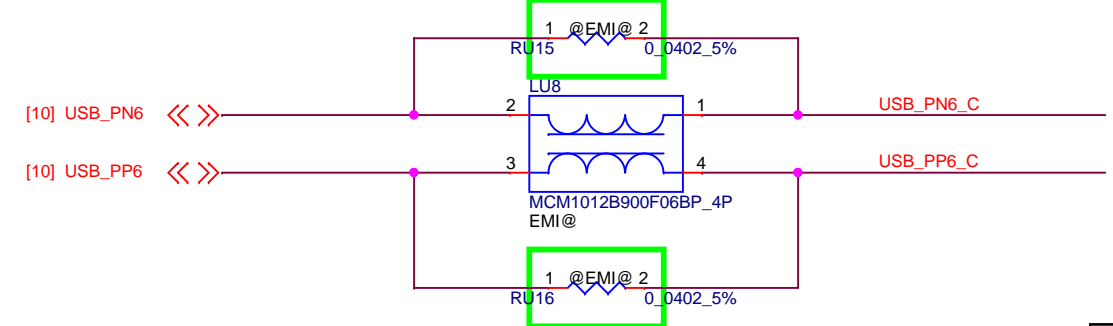 1 @EMI@ 2
RU15 0_0402_5%
LU8
[10] USB_PN6 2 1 USB_PN6_C
[10] USB_PP6 3 4 USB_PP6_C
MCM1012B900F06BP_4P
EMI@
1 @EMI@ 2
RU16 0_0402_5%